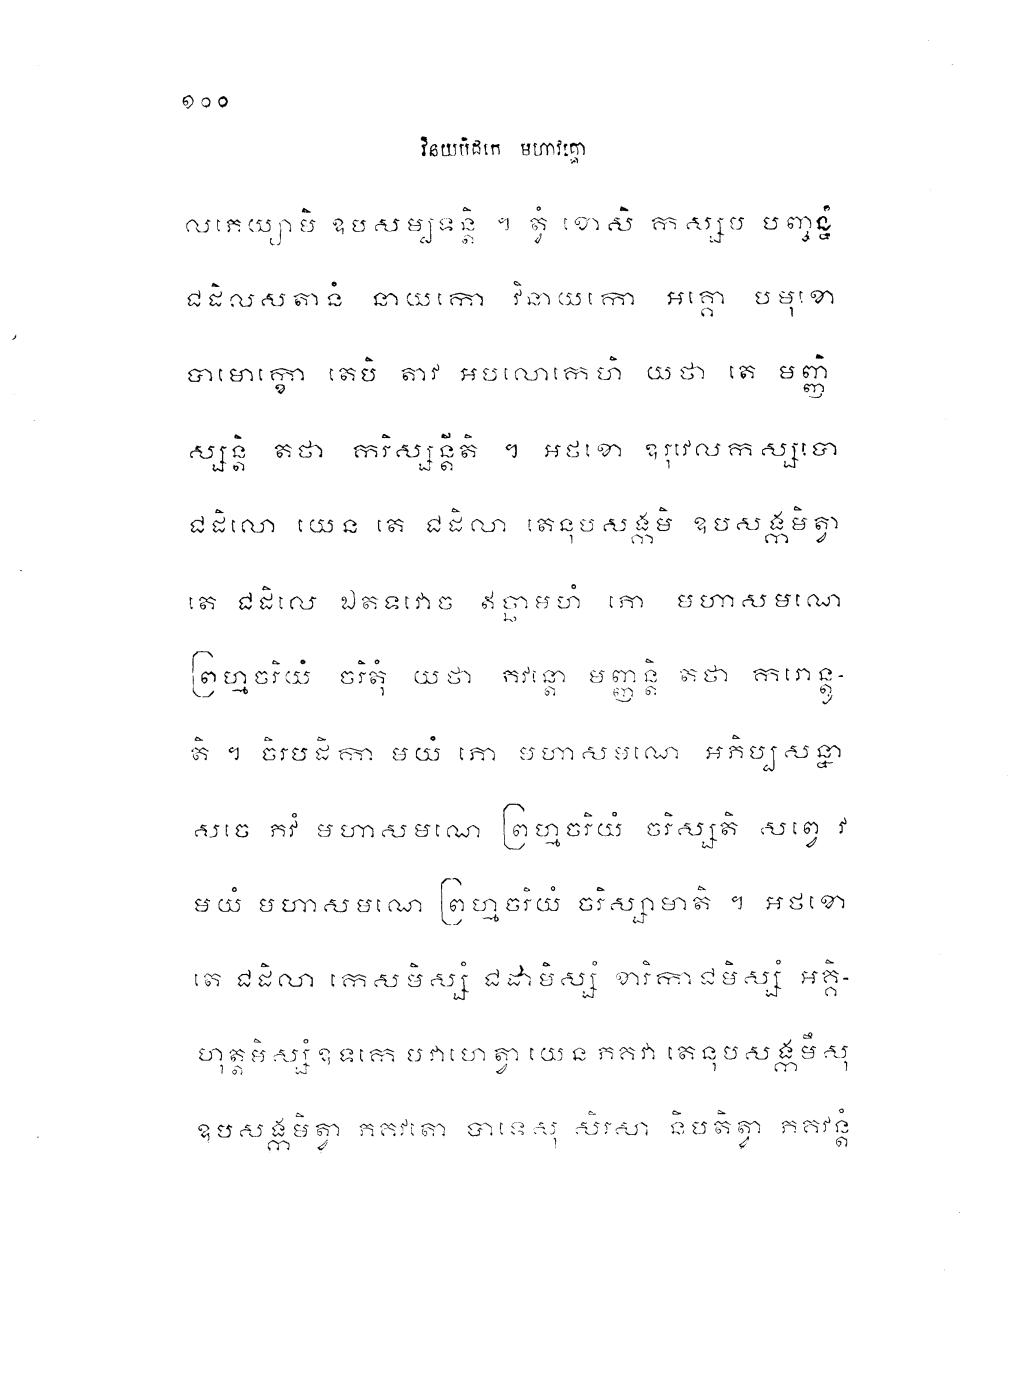 ១០០
វិនយបិដកេ មហាវគ្គោ
លភេយ្យាមិ ឧបសម្បទន្តិ ។ ត្វំ ខោសិ កស្សប បញ្ចន្នំ
ជដិលសតានំ នាយកោ វិនាយកោ អគ្គោ បមុខោ
បាមោក្ខោ តេបិ តាវ អបលោកេហិ យថា តេ មញ្ញិ
ស្សន្តិ តថា ករិស្សន្តីតិ ។ អថខោ ឧរុវេលកស្សបោ
ជដិលោ យេន តេ ជដិលា តេនុបសង្កមិ ឧបសង្កមិត្វា
តេ ជដិលេ ឯតទវោច ឥច្ឆាមហំ ភោ មហាសមណេ
ព្រហ្មចរិយំ ចរិតុំ យថា ភវន្តោ មញ្ញន្តិ តថា ករោន្តូ-
តិ ។ ចិរបដិកា មយំ ភោ មហាសមណេ អភិប្បសន្នា
សចេ ភវំ មហាសមណេ ព្រហ្មចរិយំ ចរិស្សតិ សព្វេ វ
មយំ មហាសមណេ ព្រហ្មចរិយំ ចរិស្សាមាតិ ។ អថខោ
តេ ជដិលា កេសមិស្សំ ជដាមិស្សំ ខារិកាជមិស្សំ អគ្គិ-
ហុត្តមិស្សំ ឧទកេ បវាហេត្វា យេន ភគវា តេនុបសង្កមឹសុ
ឧបសង្កមិត្វា ភគវតោ បាទេសុ សិរសា និបតិត្វា ភគវន្តំ